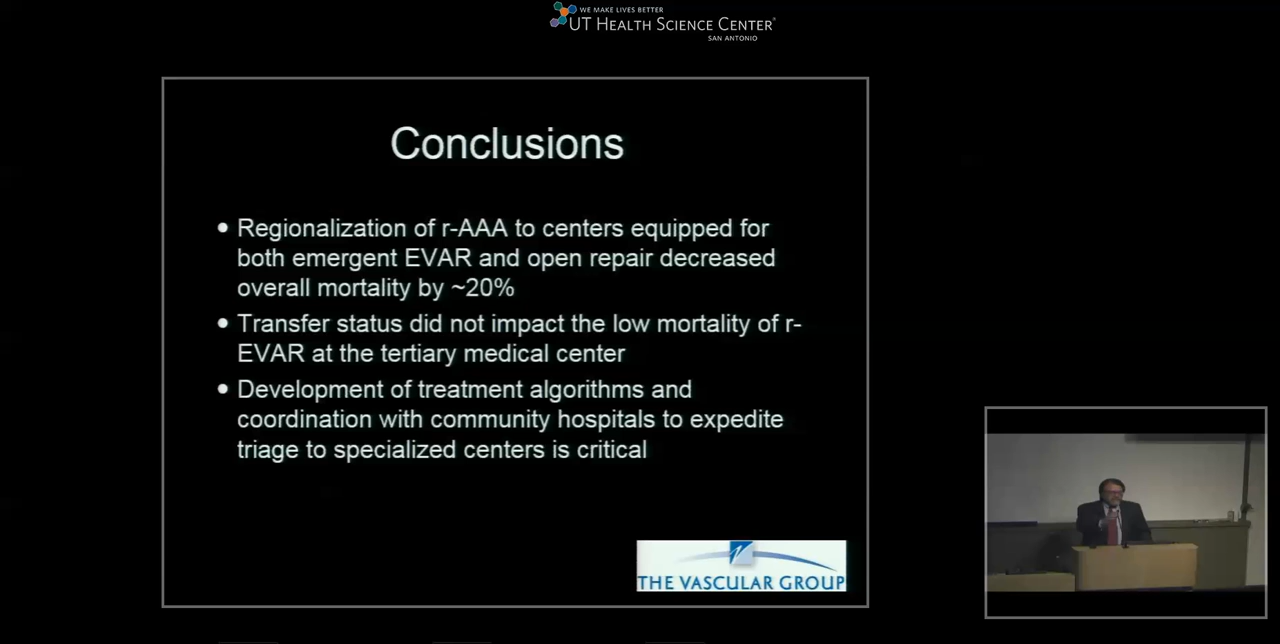 WE MAKE LIVES BETTER
UT HEALTH SCIENCE CENTER®
SAN ANTONIO
Conclusions
• Regionalization of r-AAA to centers equipped for
both emergent EVAR and open repair decreased
overall mortality by ~20%
• Transfer status did not impact the low mortality of r-
EVAR at the tertiary medical center
• Development of treatment algorithms and
coordination with community hospitals to expedite
triage to specialized centers is critical
THE VASCULAR GROUP